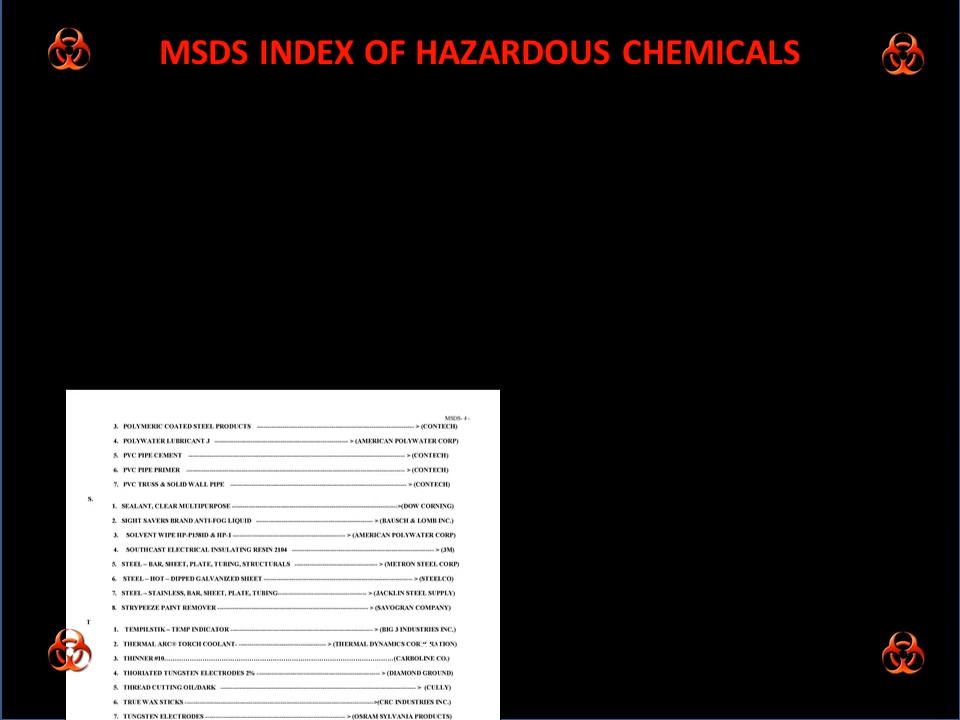 MSDS INDEX OF HAZARDOUS CHEMICALS
MSDS- 4 -
3. POLYMERIC COATED STEEL PRODUCTS ---------------------------------------------------> (CONTECH)
4. POLYWATER LUBRICANT J ---------------------------------------------> (AMERICAN POLYWATER CORP)
5. PVC PIPE CEMENT ---------------------------------------------------> (CONTECH)
6. PVC PIPE PRIMER ---------------------------------------------------> (CONTECH)
7. PVC TRUSS & SOLID WALL PIPE ---------------------------------------------> (CONTECH)
S.
1. SEALANT, CLEAR MULTIPURPOSE ---------------------------------------------->(DOW CORNING)
2. SIGHT SAVERS BRAND ANTI-FOG LIQUID ---------------------------------------> (BAUSCH & LOMB INC.)
3. SOLVENT WIPE HP-P158ID & HP-1 ---------------------------------------> (AMERICAN POLYWATER CORP)
4. SOUTHCAST ELECTRICAL INSULATING RESIN 2104 ---------------------------------------> (3M)
5. STEEL – BAR, SHEET, PLATE, TUBING, STRUCTURALS ---------------------------> (METRON STEEL CORP)
6. STEEL – HOT – DIPPED GALVANIZED SHEET ---------------------------------------> (STEELCO)
7. STEEL – STAINLESS, BAR, SHEET, PLATE, TUBING---------------------------> (JACKLIN STEEL SUPPLY)
8. STRYPEEZE PAINT REMOVER ---------------------------------------------> (SAVOGRAN COMPANY)
T
1. TEMPILSTIK – TEMP INDICATOR ---------------------------------------------> (BIG J INDUSTRIES INC.)
2. THERMAL ARC® TORCH COOLANT- ---------------------------> (THERMAL DYNAMICS
3. THINNER #10.......................................................................(CARBOLINE CO.)
4. THORIATED TUNGSTEN ELECTRODES 2% ---------------------------------------> (DIAMOND GROUND)
5. THREAD CUTTING OIL/DARK ---------------------------------------------------> (CULLY)
6. TRUE WAX STICKS --------------------------------------------------->(CRC INDUSTRIES INC.)
7. TUNGSTEN ELECTRODES ---------------------------------------------> (OSRAM SYLVANIA PRODUCTS)